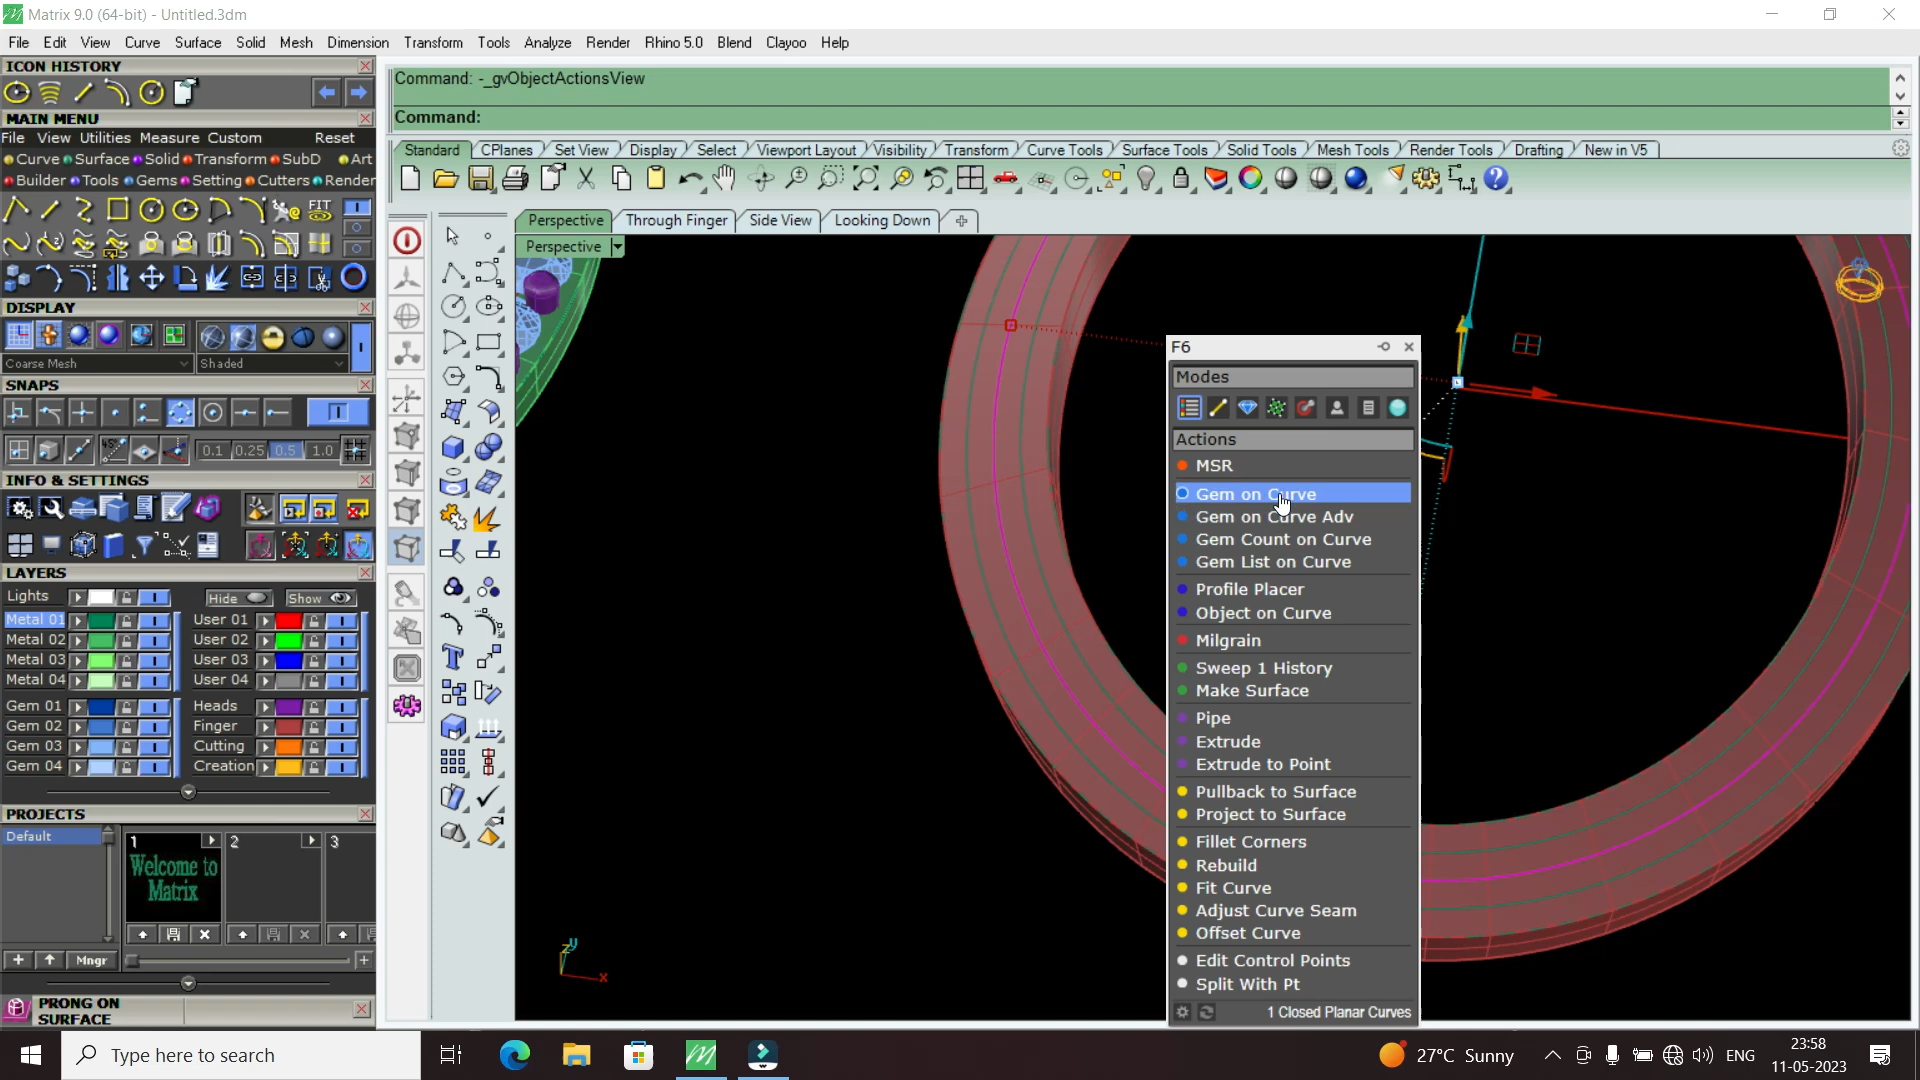 Matrix 9.0 (64-bit) - Untitled.3dm
File Edit View Curve Surface Solid Mesh Dimension Transform Tools Analyze Render Rhino 5.0 Blend Clayoo Help
ICON HISTORY
MAIN MENU
File View Utilities Measure Custom Reset
Curve Surface Solid Transform SubD Art
Builder Tools Gems Setting Cutters Render
FIT
DISPLAY
Coarse Mesh Shaded
SNAPS
0.1 0.25 0.5 1.0
INFO & SETTINGS
LAYERS
Lights Hide Show
Metal 01 User 01
Metal 02 User 02
Metal 03 User 03
Metal 04 User 04
Gem 01 Heads
Gem 02 Finger
Gem 03 Cutting
Gem 04 Creation
PROJECTS
Default
1 2 3
Welcome to
Matrix
Mngr
PRONG ON
SURFACE
Command: -_gvObjectActionsView
Command:
Standard CPlanes Set View Display Select Viewport Layout Visibility Transform Curve Tools Surface Tools Solid Tools Mesh Tools Render Tools Drafting New in V5
Perspective Through Finger Side View Looking Down
Perspective
F6
Modes
Actions
MSR
Gem on Curve
Gem on Curve Adv
Gem Count on Curve
Gem List on Curve
Profile Placer
Object on Curve
Milgrain
Sweep 1 History
Make Surface
Pipe
Extrude
Extrude to Point
Pullback to Surface
Project to Surface
Fillet Corners
Rebuild
Fit Curve
Adjust Curve Seam
Offset Curve
Edit Control Points
Split With Pt
1 Closed Planar Curves
z y
x
Type here to search
27°C Sunny
ENG
23:58
11-05-2023